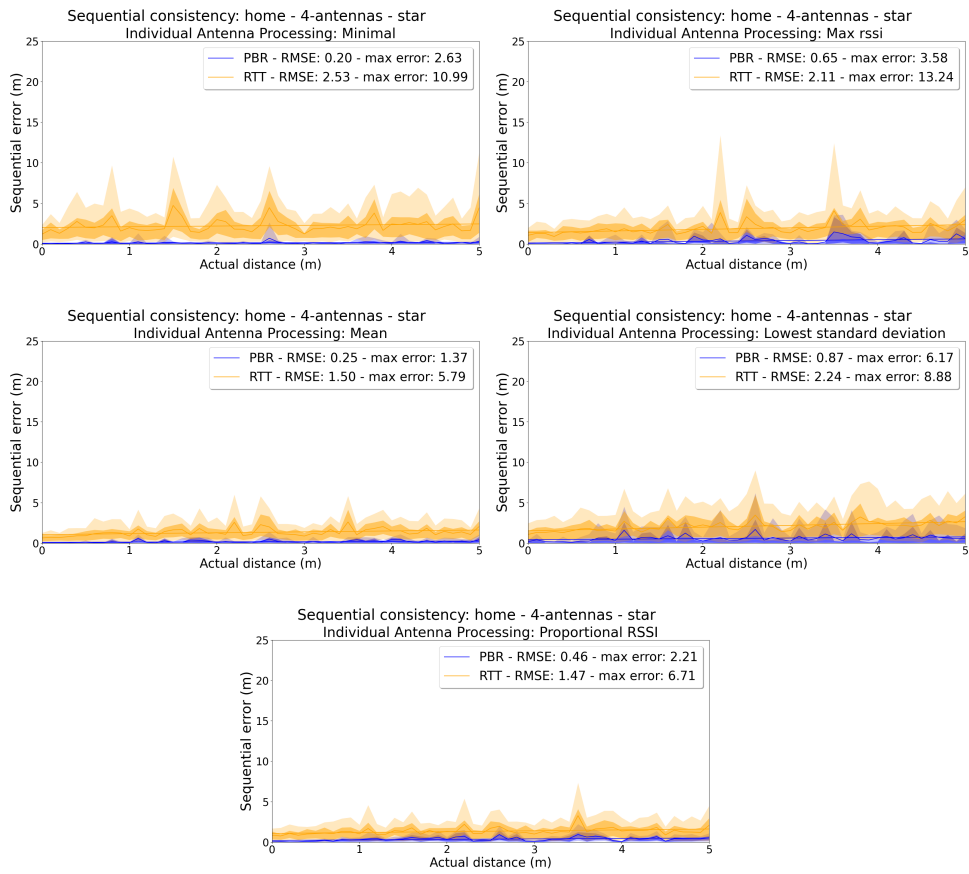 Sequential consistency: home - 4-antennas - star
Individual Antenna Processing: Minimal
PBR - RMSE: 0.20 - max error: 2.63
RTT - RMSE: 2.53 - max error: 10.99
Sequential error (m)
25
20
15
10
5
0
0 1 2 3 4 5
Actual distance (m)
Sequential consistency: home - 4-antennas - star
Individual Antenna Processing: Max rssi
PBR - RMSE: 0.65 - max error: 3.58
RTT - RMSE: 2.11 - max error: 13.24
Sequential error (m)
25
20
15
10
5
0
0 1 2 3 4 5
Actual distance (m)
Sequential consistency: home - 4-antennas - star
Individual Antenna Processing: Mean
PBR - RMSE: 0.25 - max error: 1.37
RTT - RMSE: 1.50 - max error: 5.79
Sequential error (m)
25
20
15
10
5
0
0 1 2 3 4 5
Actual distance (m)
Sequential consistency: home - 4-antennas - star
Individual Antenna Processing: Lowest standard deviation
PBR - RMSE: 0.87 - max error: 6.17
RTT - RMSE: 2.24 - max error: 8.88
Sequential error (m)
25
20
15
10
5
0
0 1 2 3 4 5
Actual distance (m)
Sequential consistency: home - 4-antennas - star
Individual Antenna Processing: Proportional RSSI
PBR - RMSE: 0.46 - max error: 2.21
RTT - RMSE: 1.47 - max error: 6.71
Sequential error (m)
25
20
15
10
5
0
0 1 2 3 4 5
Actual distance (m)